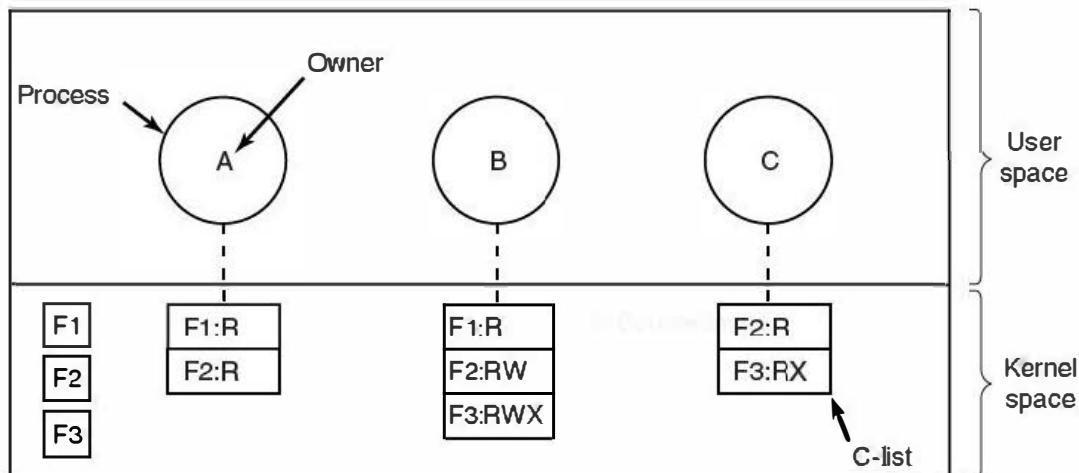 Owner
Process
A
B
C
User
space
F1
F2
F3
F1:R
F2:R
F1:R
F2:RW
F3:RWX
F2:R
F3:RX
C-list
Kernel
space